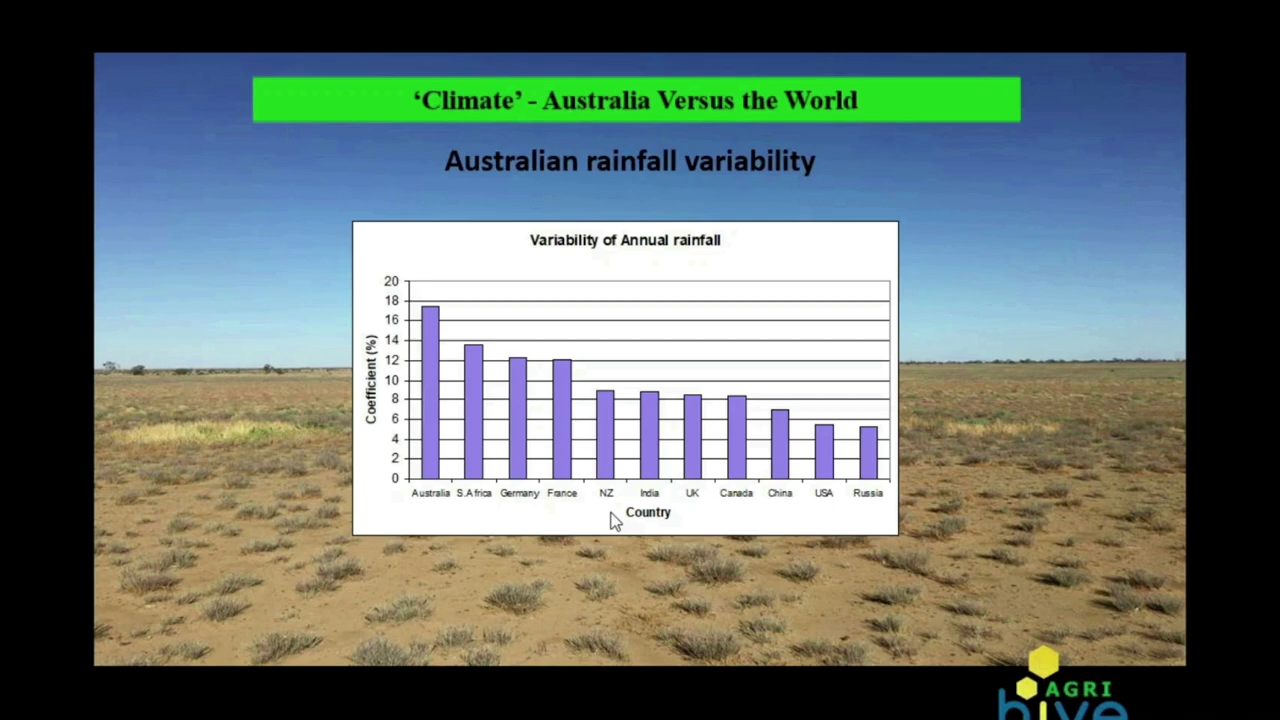 ‘Climate’ - Australia Versus the World
Australian rainfall variability
Variability of Annual rainfall
20
18
16
14
12
10
8
6
4
2
0
Coefficient (%)
Australia S.Africa Germany France NZ India UK Canada China USA Russia
Country
AGRI
hive